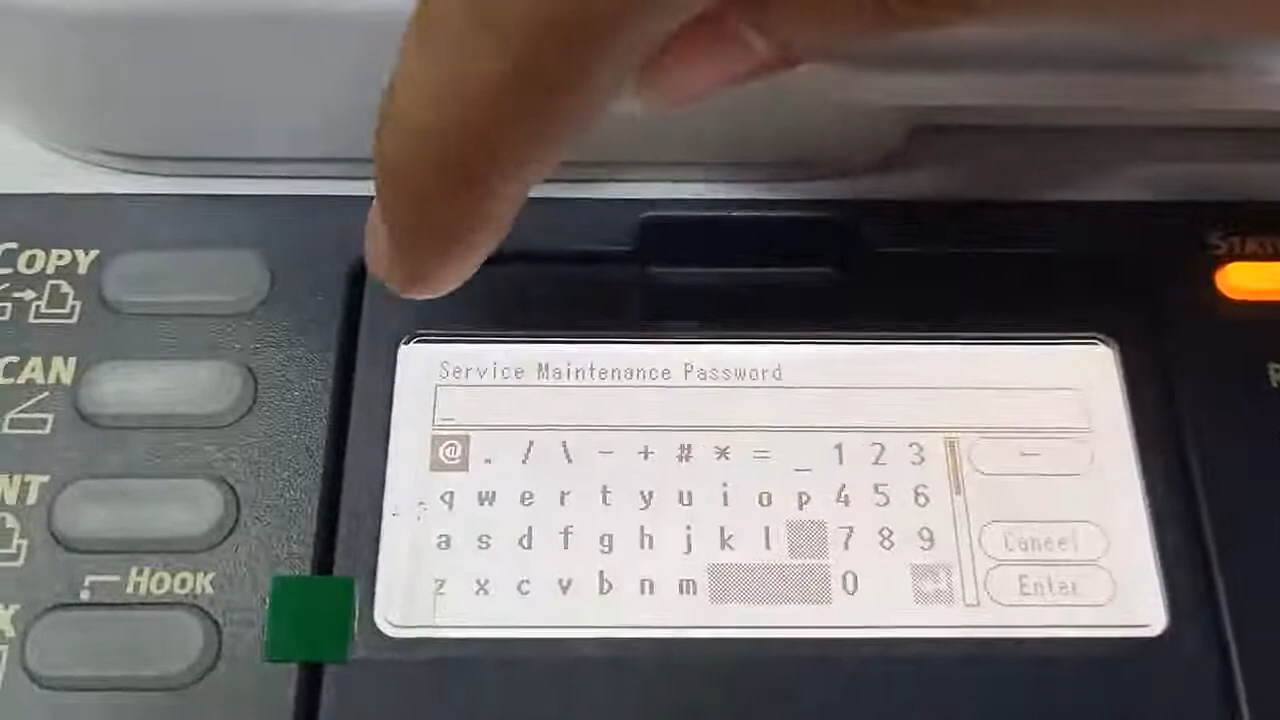 COPY
CAN
NT
HOOK
X
Service Maintenance Password
_
@ . / \ - + # * = _ 1 2 3
q w e r t y u i o p 4 5 6
a s d f g h j k l 7 8 9
z x c v b n m 0
←
Cancel
Enter
STAT
R